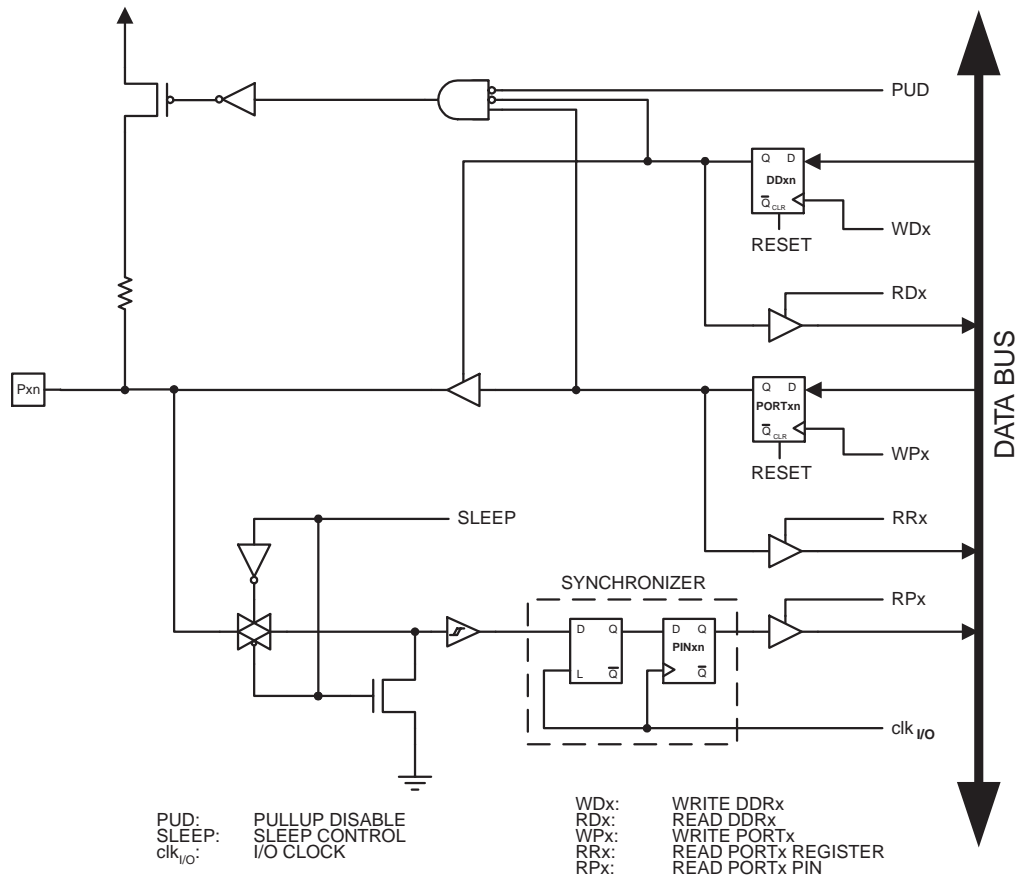 PUD
Q D
DDxn
Q̅ CLR
WDx
RESET
RDx
Pxn
Q D
PORTxn
Q̅ CLR
WPx
RESET
DATA BUS
SLEEP
RRx
SYNCHRONIZER
RPx
D Q
L Q̅
D Q
PINxn
Q̅
clk I/O
PUD: PULLUP DISABLE
SLEEP: SLEEP CONTROL
clkI/O: I/O CLOCK
WDx: WRITE DDRx
RDx: READ DDRx
WPx: WRITE PORTx
RRx: READ PORTx REGISTER
RPx: READ PORTx PIN